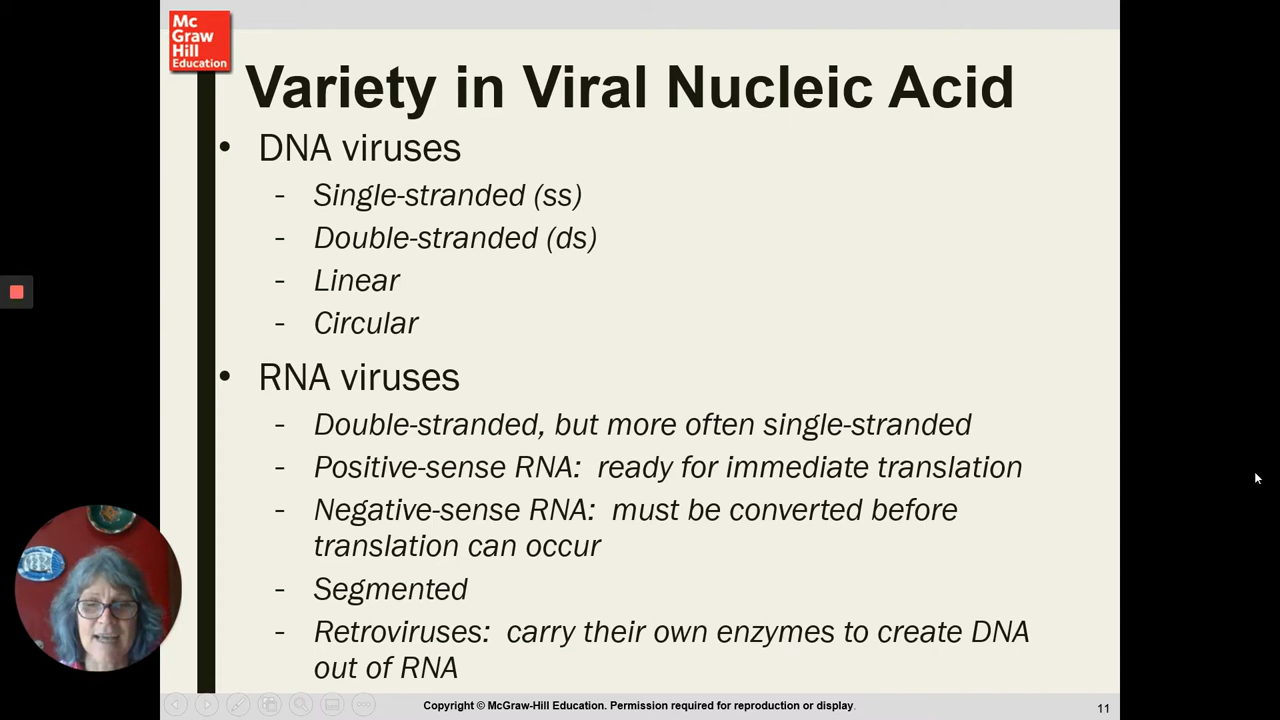 Mc
Graw
Hill
Education
Variety in Viral Nucleic Acid
• DNA viruses
- Single-stranded (ss)
- Double-stranded (ds)
- Linear
- Circular
• RNA viruses
- Double-stranded, but more often single-stranded
- Positive-sense RNA: ready for immediate translation
- Negative-sense RNA: must be converted before
translation can occur
- Segmented
- Retroviruses: carry their own enzymes to create DNA
out of RNA
Copyright © McGraw-Hill Education. Permission required for reproduction or display.
11